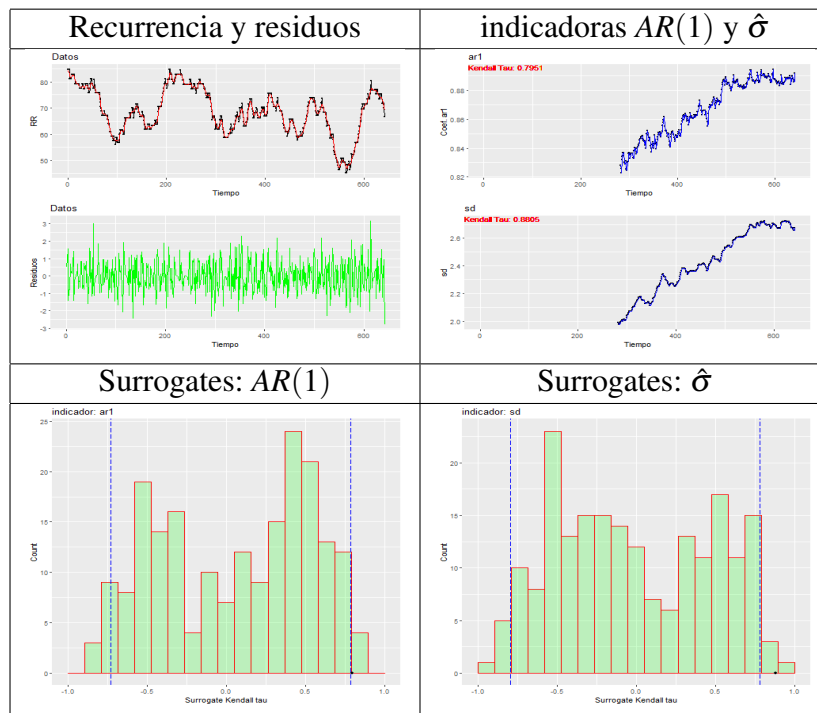 Recurrencia y residuos
indicadoras AR(1) y σ̂
Datos
RR
80
70
60
50
0
200
400
600
Tiempo
Datos
Residuos
3
2
1
0
-1
-2
-3
0
200
400
600
Tiempo
ar1
Kendall Tau: 0.7951
Coef. ar1
0.88
0.86
0.84
0.82
0
200
400
600
Tiempo
sd
Kendall Tau: 0.8805
sd
2.6
2.4
2.2
2.0
0
200
400
600
Tiempo
Surrogates: AR(1)
Surrogates: σ̂
indicador: ar1
Count
25
20
15
10
5
0
-1.0
-0.5
0.0
0.5
1.0
Surrogate Kendall tau
indicador: sd
Count
20
15
10
5
0
-1.0
-0.5
0.0
0.5
1.0
Surrogate Kendall tau